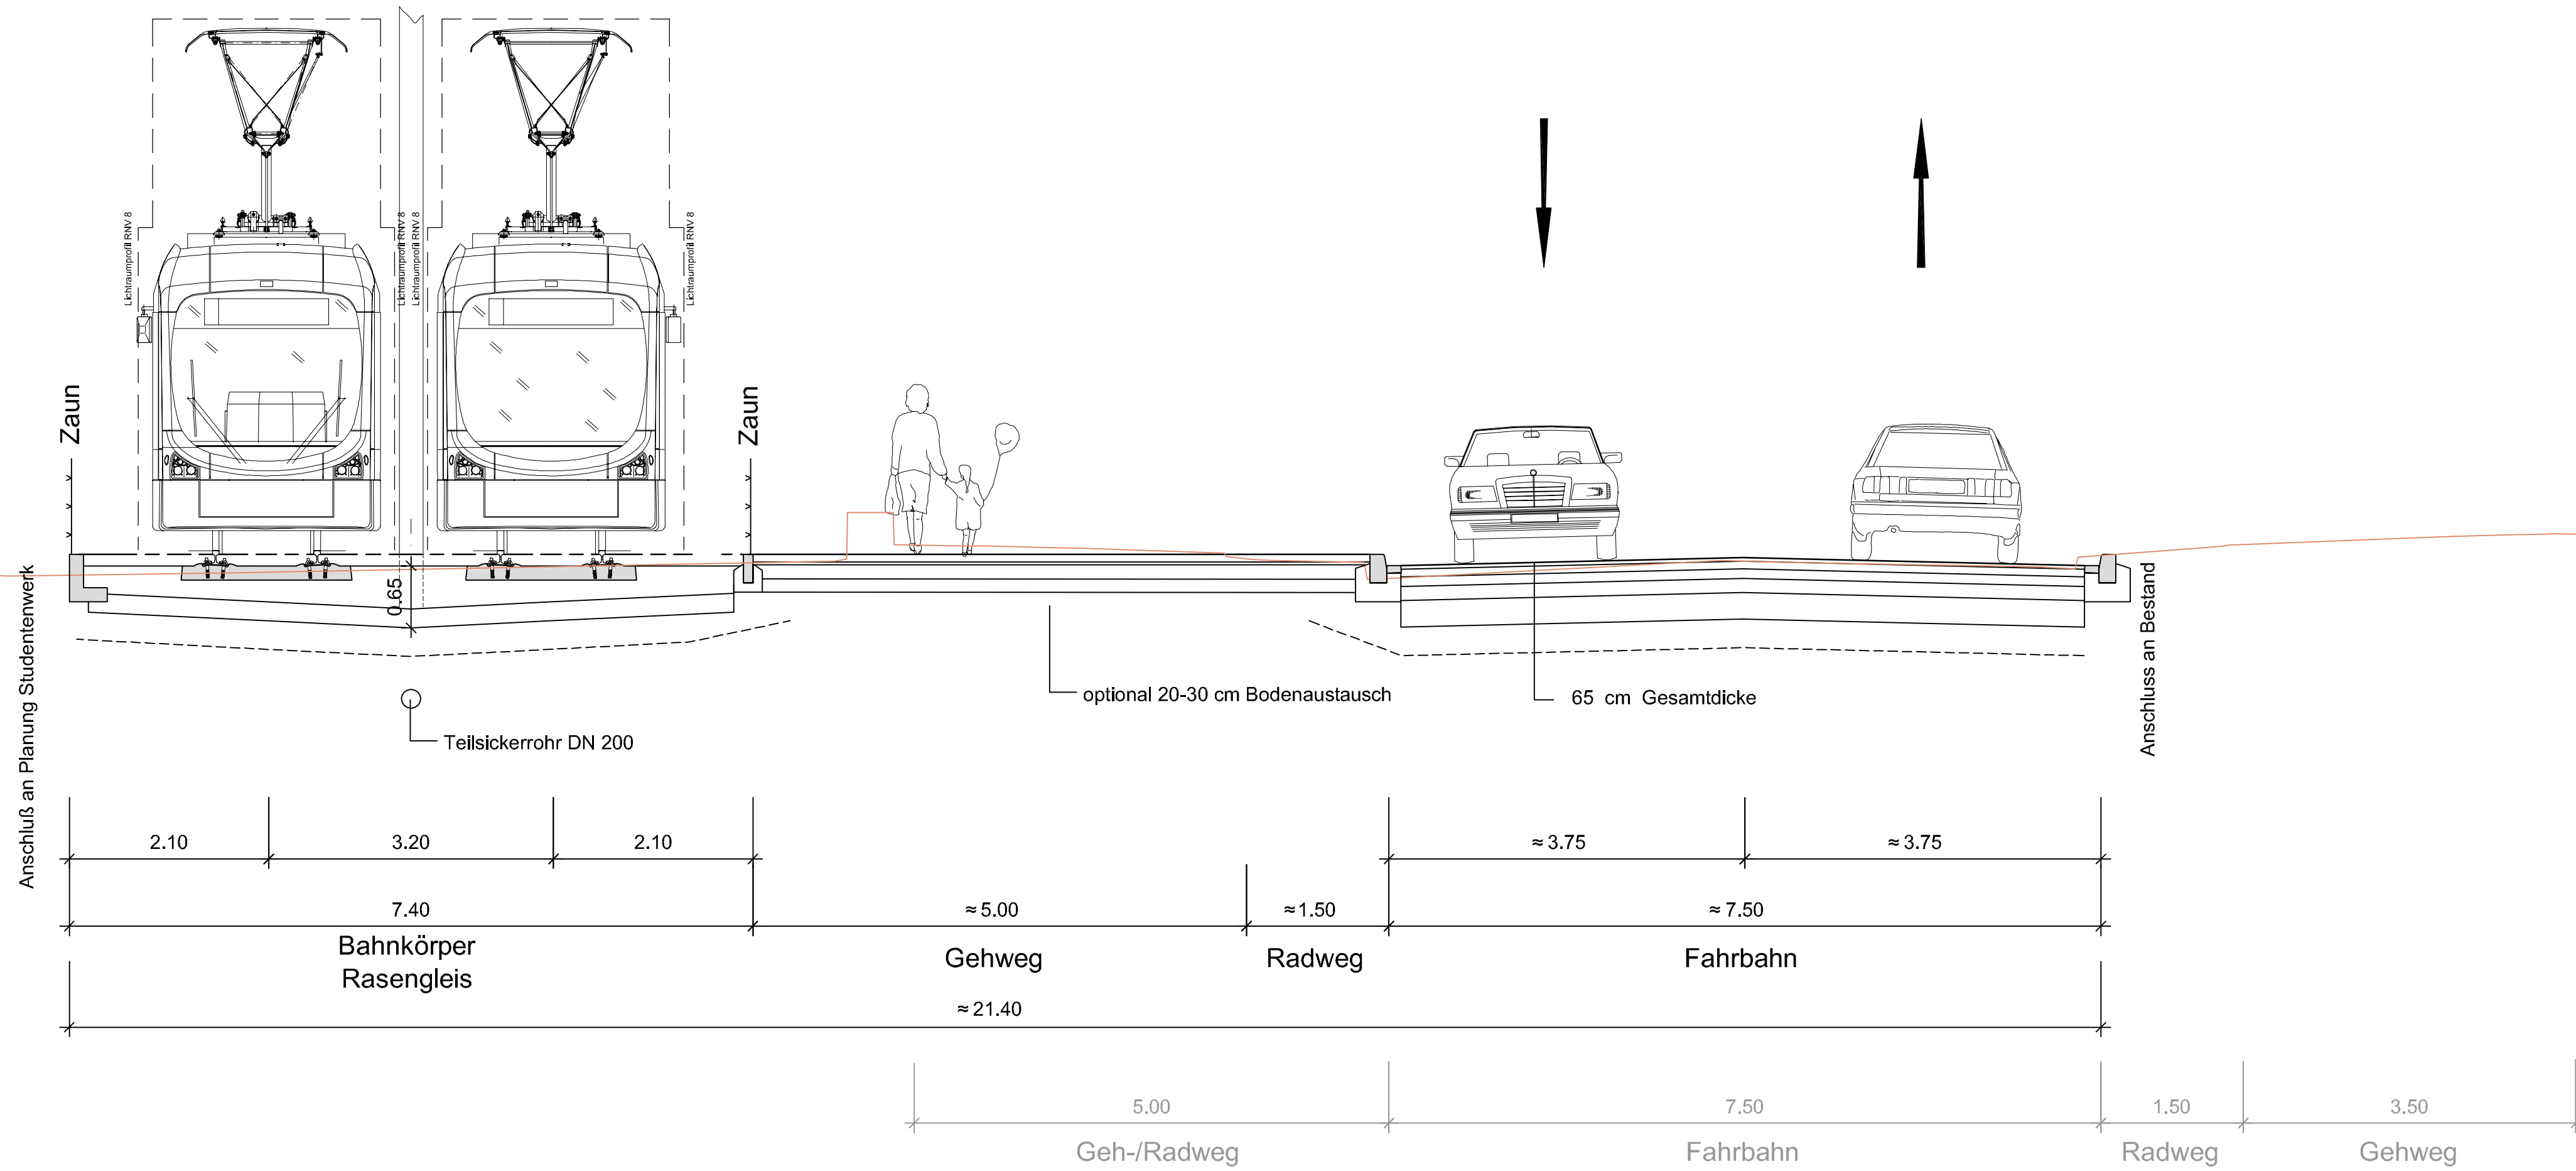 Lichtraumprofil RNV 8
Lichtraumprofil RNV 8
Lichtraumprofil RNV 8
Lichtraumprofil RNV 8
Zaun
Zaun
Anschluß an Planung Studentenwerk
0.65
Anschluss an Bestand
optional 20-30 cm Bodenaustausch
65 cm Gesamtdicke
Teilsickerrohr DN 200
2.10 3.20 2.10 ≈3.75 ≈3.75
7.40 ≈5.00 ≈1.50 ≈7.50
Bahnkörper Gehweg Radweg Fahrbahn
Rasengleis
≈21.40
5.00 7.50 1.50 3.50
Geh-/Radweg Fahrbahn Radweg Gehweg